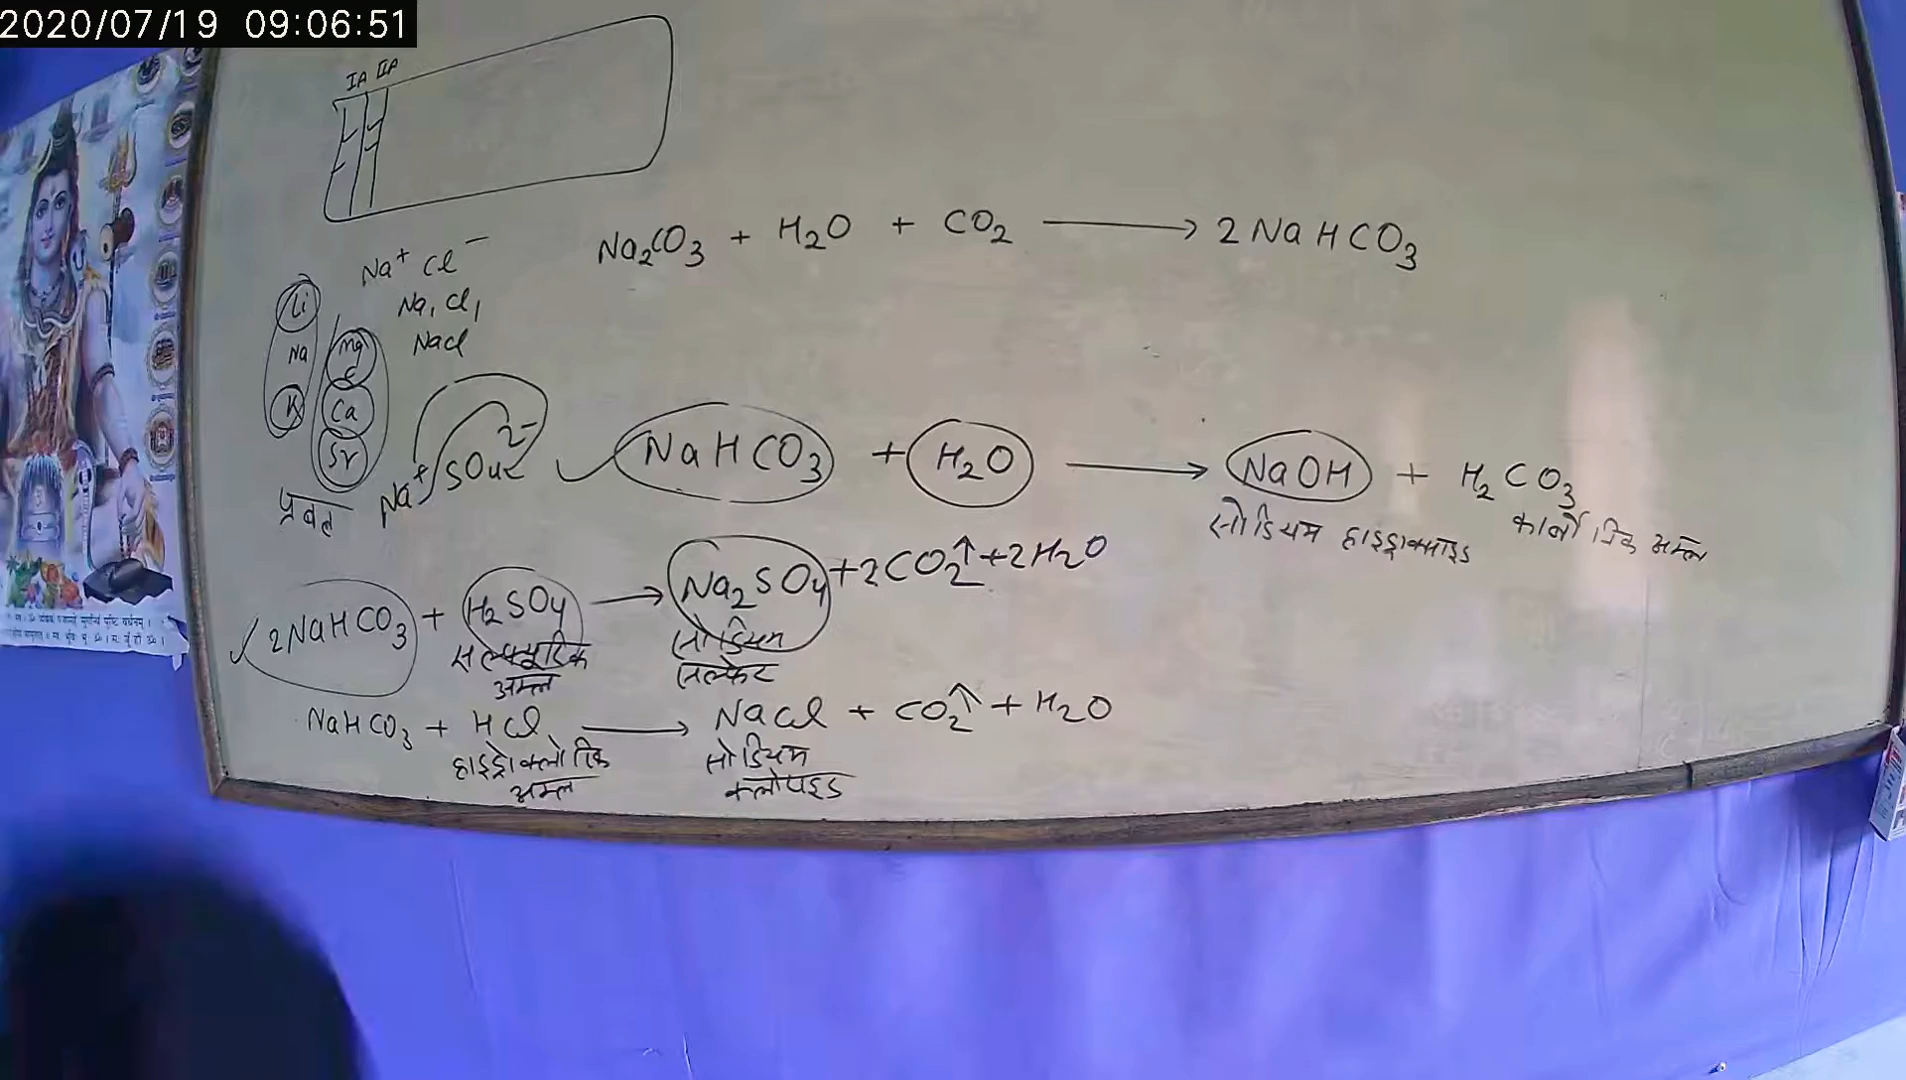 2020/07/19 09:06:51
IA IIA
Na₂CO₃ + H₂O + CO₂ ⟶ 2NaHCO₃
Na⁺ Cl⁻
Na₁ Cl₁
NaCl
Li
Na
K
Mg
Ca
Sr
प्रबल
Na⁺ SO₄²⁻
NaHCO₃ + H₂O ⟶ NaOH + H₂CO₃
सोडियम हाइड्राक्साइड कार्बोनिक अम्ल
2NaHCO₃ + H₂SO₄ ⟶ Na₂SO₄ + 2CO₂↑ + 2H₂O
सल्फ्यूरिक अम्ल
सोडियम सल्फेट
NaHCO₃ + HCl ⟶ NaCl + CO₂↑ + H₂O
हाइड्रोक्लोरिक अम्ल
सोडियम क्लोराइड